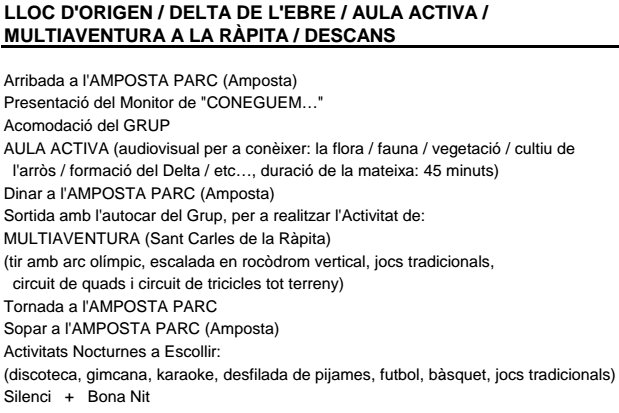 LLOC D'ORIGEN / DELTA DE L'EBRE / AULA ACTIVA /
MULTIAVENTURA A LA RÀPITA / DESCANS
Arribada a l'AMPOSTA PARC (Amposta)
Presentació del Monitor de "CONEGUEM…"
Acomodació del GRUP
AULA ACTIVA (audiovisual per a conèixer: la flora / fauna / vegetació / cultiu de
l'arròs / formació del Delta / etc…, duració de la mateixa: 45 minuts)
Dinar a l'AMPOSTA PARC (Amposta)
Sortida amb l'autocar del Grup, per a realitzar l'Activitat de:
MULTIAVENTURA (Sant Carles de la Ràpita)
(tir amb arc olímpic, escalada en rocòdrom vertical, jocs tradicionals,
circuit de quads i circuit de tricicles tot terreny)
Tornada a l'AMPOSTA PARC
Sopar a l'AMPOSTA PARC (Amposta)
Activitats Nocturnes a Escollir:
(discoteca, gimcana, karaoke, desfilada de pijames, futbol, bàsquet, jocs tradicionals)
Silenci + Bona Nit